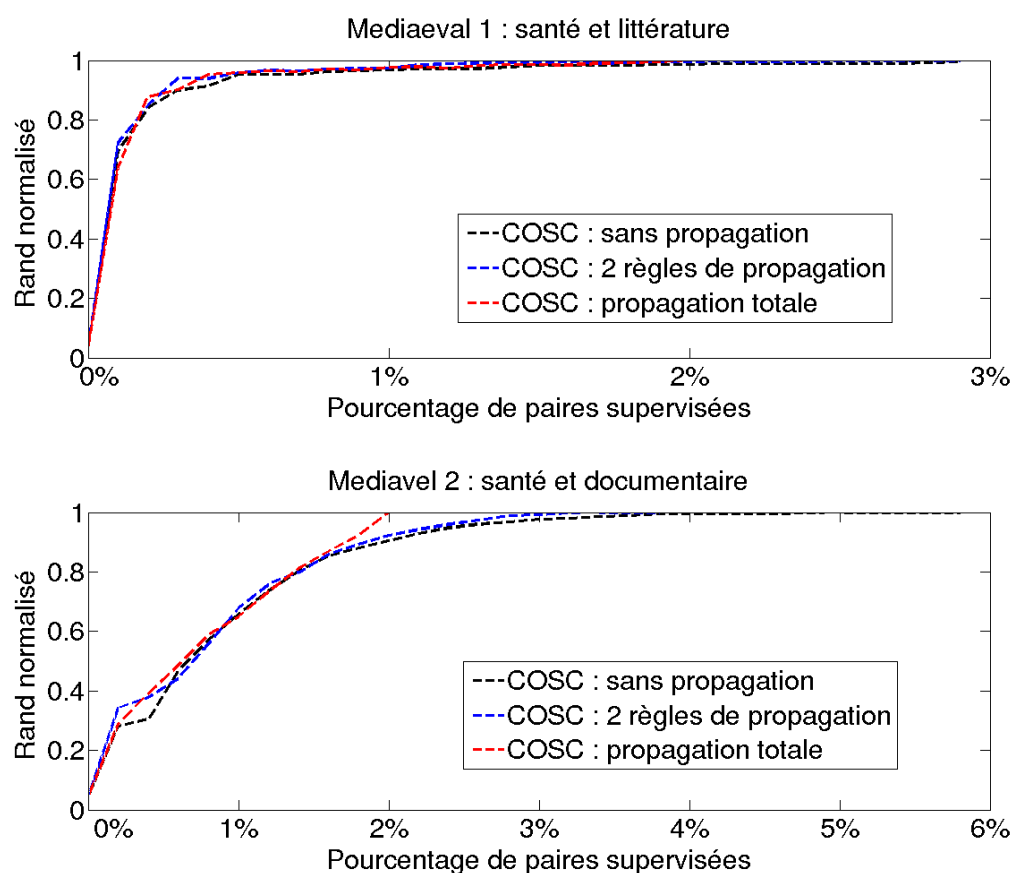 Mediaeval 1 : santé et littérature
1
0.8
0.6
0.4
0.2
0
Rand normalisé
COSC : sans propagation
COSC : 2 règles de propagation
COSC : propagation totale
0% 1% 2% 3%
Pourcentage de paires supervisées
Mediavel 2 : santé et documentaire
1
0.8
0.6
0.4
0.2
0
Rand normalisé
COSC : sans propagation
COSC : 2 règles de propagation
COSC : propagation totale
0% 1% 2% 3% 4% 5% 6%
Pourcentage de paires supervisées